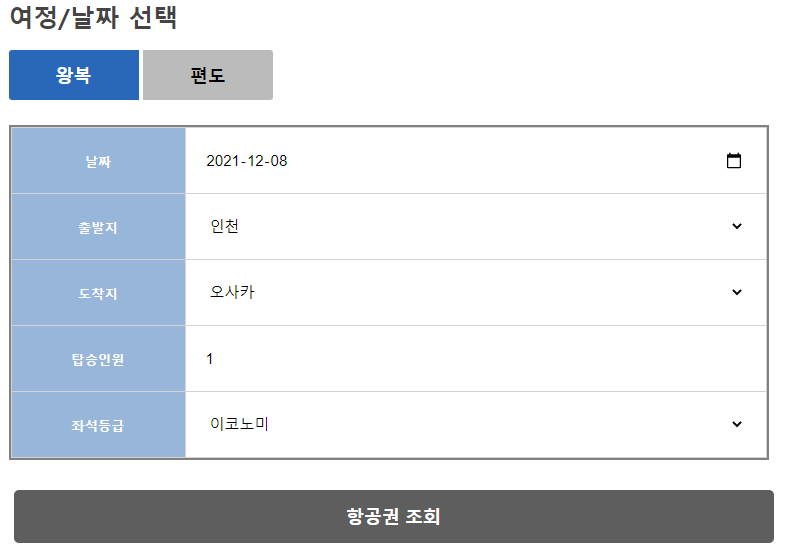 여정/날짜 선택
왕복 편도
날짜 2021-12-08
출발지 인천
도착지 오사카
탑승인원 1
좌석등급 이코노미
항공권 조회